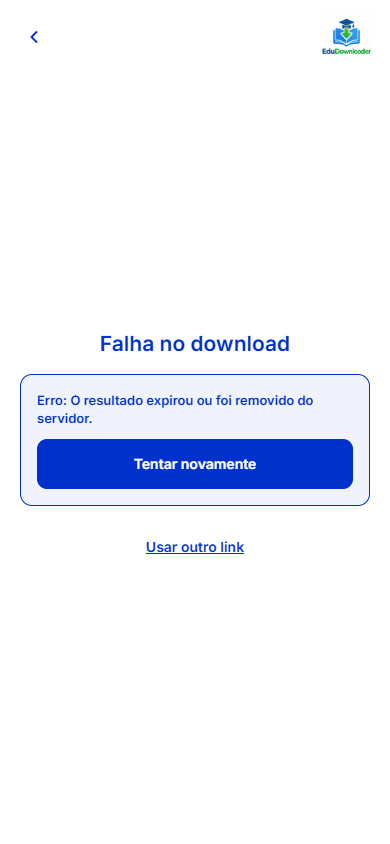 EduDownloader
Falha no download
Erro: O resultado expirou ou foi removido do
servidor.
Tentar novamente
Usar outro link